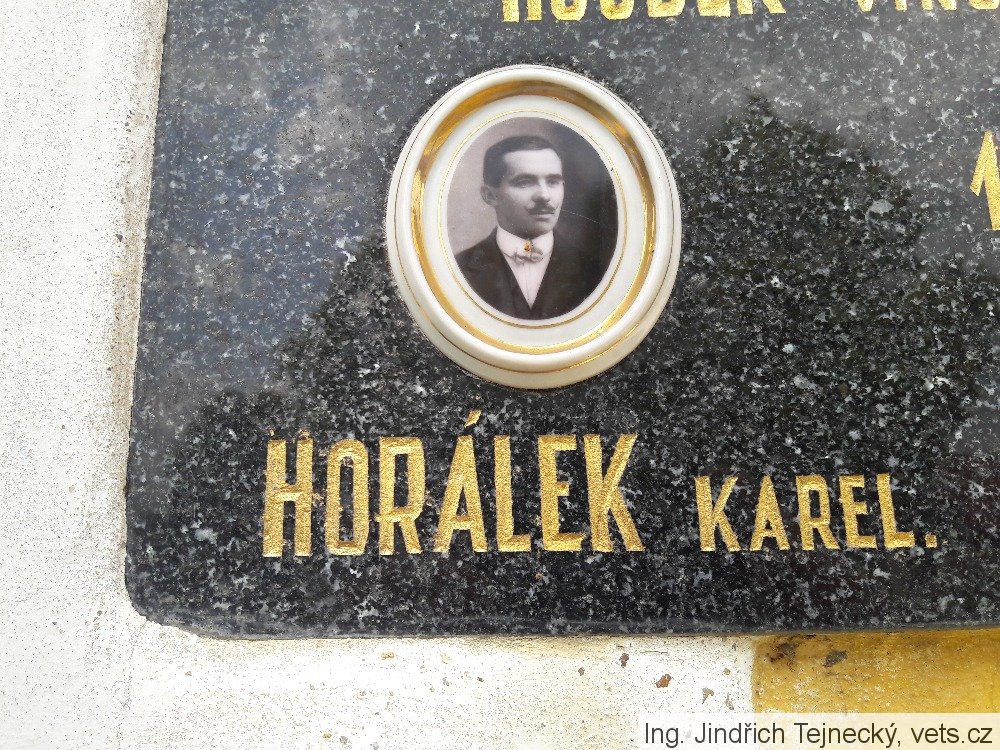 HORÁLEK KAREL.
Ing. Jindřich Tejnecký, vets.cz